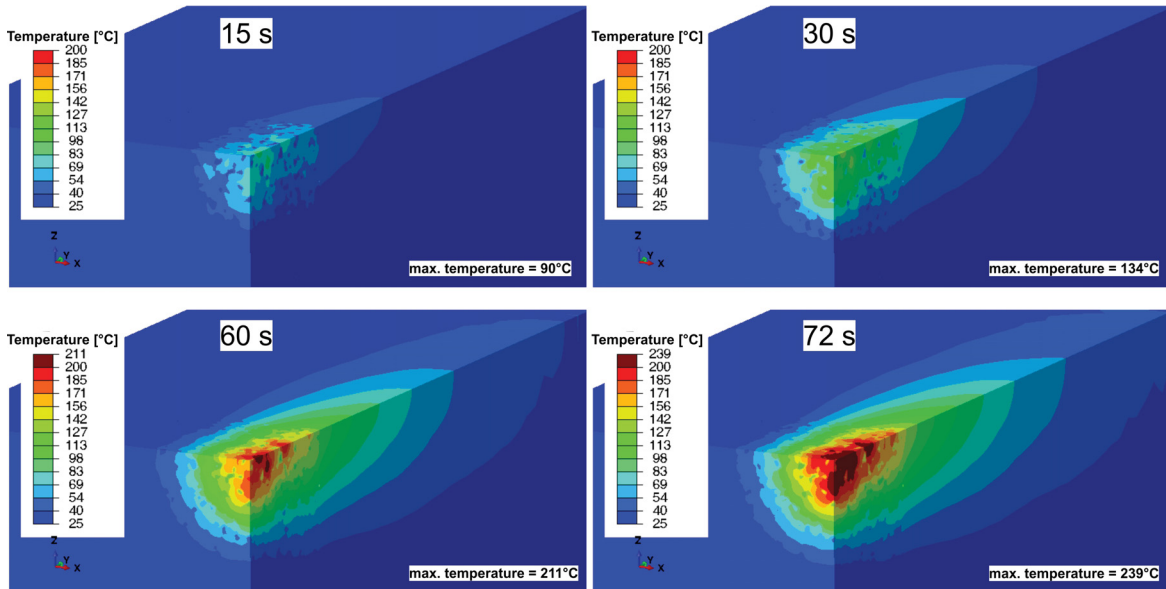 15 s
Temperature [°C]
200
185
171
156
142
127
113
98
83
69
54
40
25
Z
Y
X
max. temperature = 90°C
30 s
Temperature [°C]
200
185
171
156
142
127
113
98
83
69
54
40
25
Z
Y
X
max. temperature = 134°C
60 s
Temperature [°C]
211
200
185
171
156
142
127
113
98
83
69
54
40
25
Z
Y
X
max. temperature = 211°C
72 s
Temperature [°C]
239
200
185
171
156
142
127
113
98
83
69
54
40
25
Z
Y
X
max. temperature = 239°C